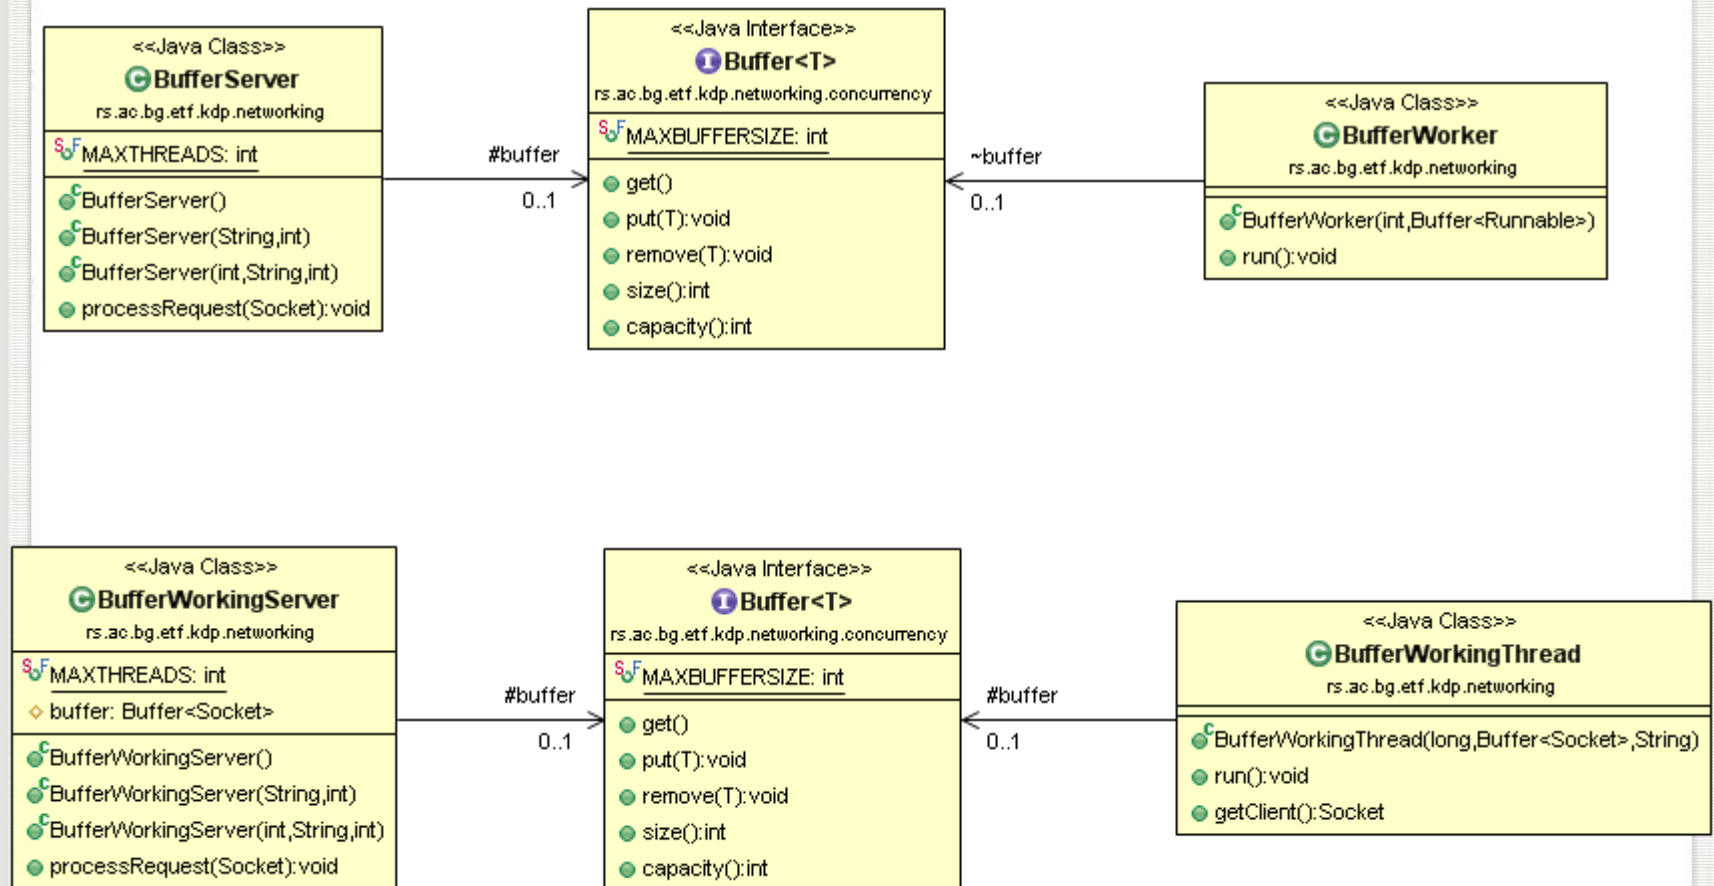 <<Java Class>>
BufferServer
rs.ac.bg.etf.kdp.networking
MAXTHREADS: int
BufferServer()
BufferServer(String,int)
BufferServer(int,String,int)
processRequest(Socket):void
#buffer
0..1
<<Java Interface>>
Buffer<T>
rs.ac.bg.etf.kdp.networking.concurrency
MAXBUFFERSIZE: int
get()
put(T):void
remove(T):void
size():int
capacity():int
~buffer
0..1
<<Java Class>>
BufferWorker
rs.ac.bg.etf.kdp.networking
BufferWorker(int,Buffer<Runnable>)
run():void
<<Java Class>>
BufferWorkingServer
rs.ac.bg.etf.kdp.networking
MAXTHREADS: int
buffer: Buffer<Socket>
BufferWorkingServer()
BufferWorkingServer(String,int)
BufferWorkingServer(int,String,int)
processRequest(Socket):void
#buffer
0..1
<<Java Interface>>
Buffer<T>
rs.ac.bg.etf.kdp.networking.concurrency
MAXBUFFERSIZE: int
get()
put(T):void
remove(T):void
size():int
capacity():int
#buffer
0..1
<<Java Class>>
BufferWorkingThread
rs.ac.bg.etf.kdp.networking
BufferWorkingThread(long,Buffer<Socket>,String)
run():void
getClient():Socket